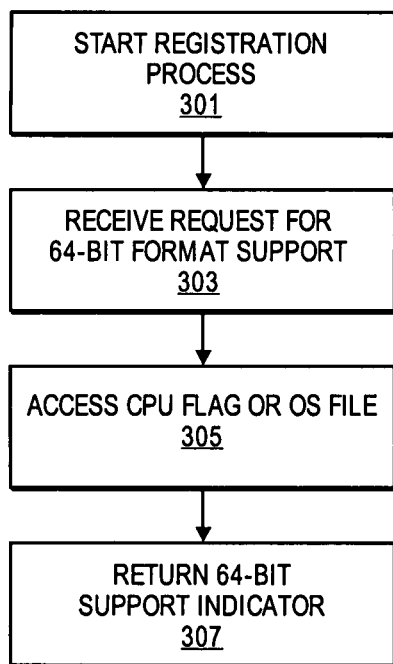 START REGISTRATION
PROCESS
301
RECEIVE REQUEST FOR
64-BIT FORMAT SUPPORT
303
ACCESS CPU FLAG OR OS FILE
305
RETURN 64-BIT
SUPPORT INDICATOR
307